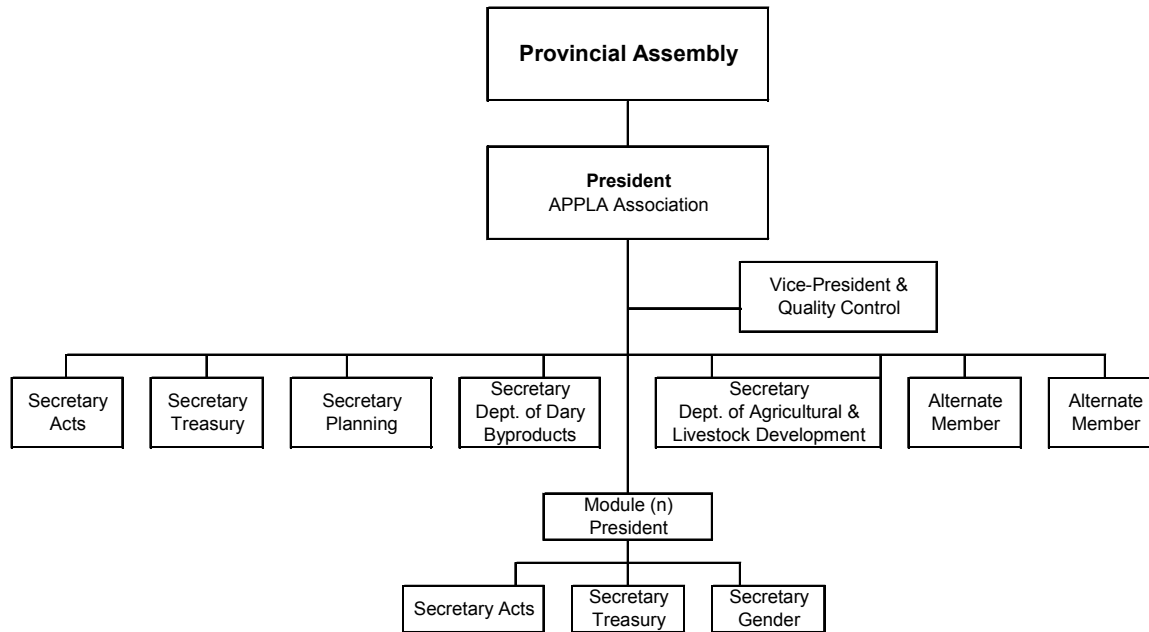 Provincial Assembly
President
APPLA Association
Vice-President &
Quality Control
Secretary
Acts
Secretary
Treasury
Secretary
Planning
Secretary
Dept. of Dary
Byproducts
Secretary
Dept. of Agricultural &
Livestock Development
Alternate
Member
Alternate
Member
Module (n)
President
Secretary Acts
Secretary
Treasury
Secretary
Gender